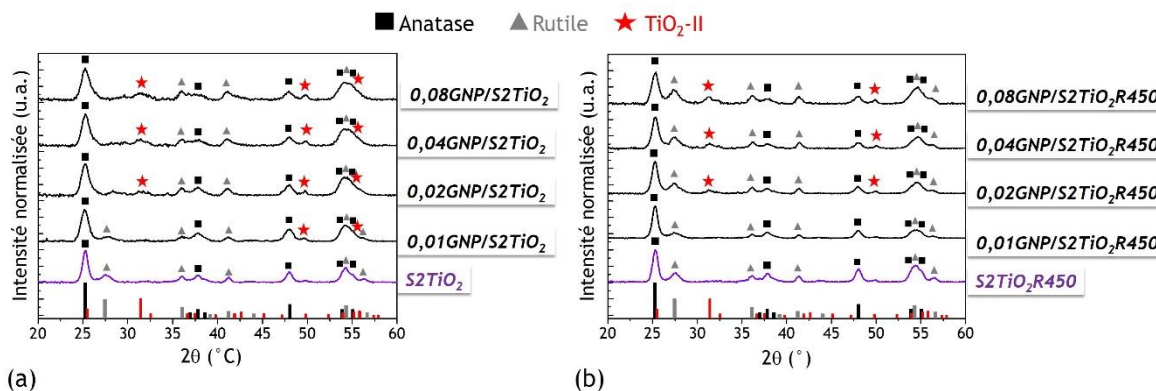 Anatase Rutile TiO₂-II
Intensité normalisée (u.a.)
0,08GNP/S2TiO₂
0,04GNP/S2TiO₂
0,02GNP/S2TiO₂
0,01GNP/S2TiO₂
S2TiO₂
20 25 30 35 40 45 50 55 60
2θ (°C)
(a)
Intensité normalisée (u.a.)
0,08GNP/S2TiO₂R450
0,04GNP/S2TiO₂R450
0,02GNP/S2TiO₂R450
0,01GNP/S2TiO₂R450
S2TiO₂R450
20 25 30 35 40 45 50 55 60
2θ (°)
(b)